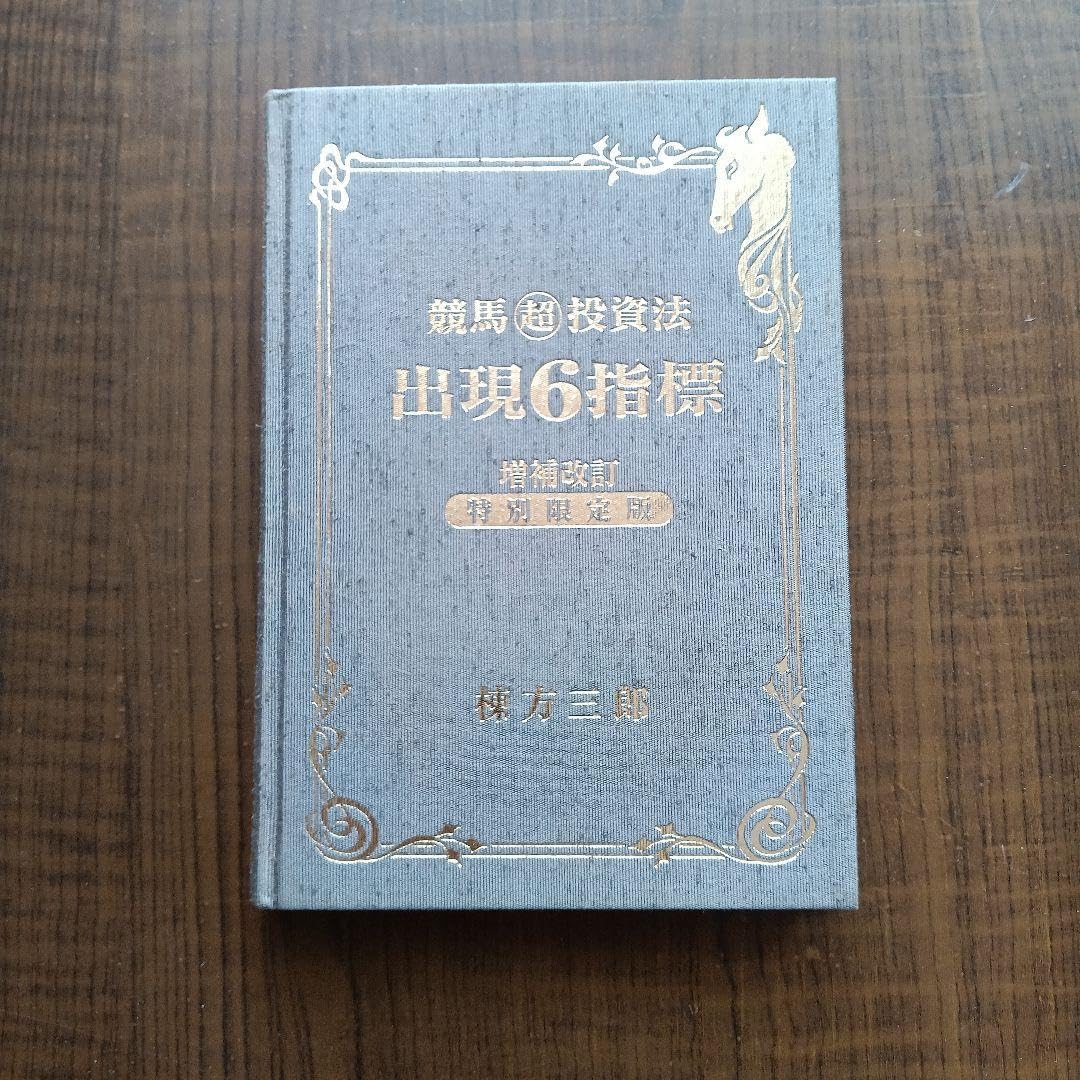 競馬超投資法
出現6指標
増補改訂
特別限定版
棟方三郎